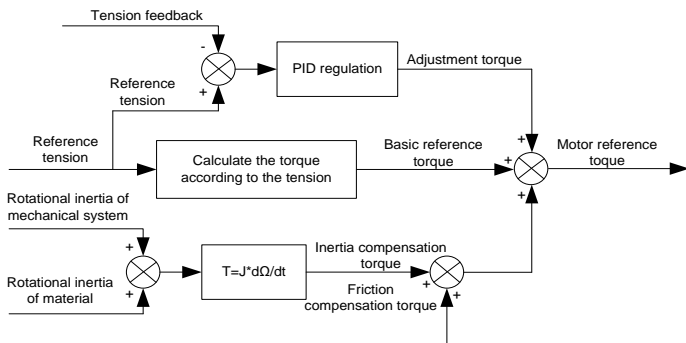 Tension feedback
-
+
PID regulation
Adjustment torque
Reference
tension
Reference
tension
Calculate the torque
according to the tension
Basic reference
torque
+
+
+
Motor reference
toque
Rotational inertia of
mechanical system
+
+
Rotational inertia
of material
T=J*dΩ/dt
Inertia compensation
torque
+
+
Friction
compensation torque